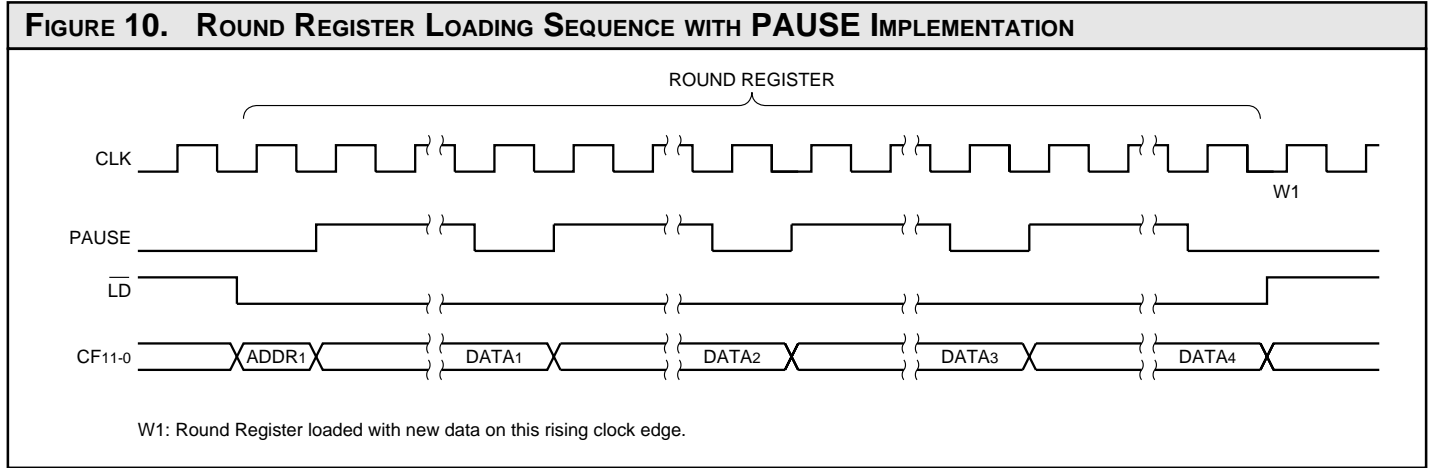 FIGURE 10. ROUND REGISTER LOADING SEQUENCE WITH PAUSE IMPLEMENTATION
ROUND REGISTER
CLK
W1
PAUSE
LD
CF11-0 ADDR1 DATA1 DATA2 DATA3 DATA4
W1: Round Register loaded with new data on this rising clock edge.